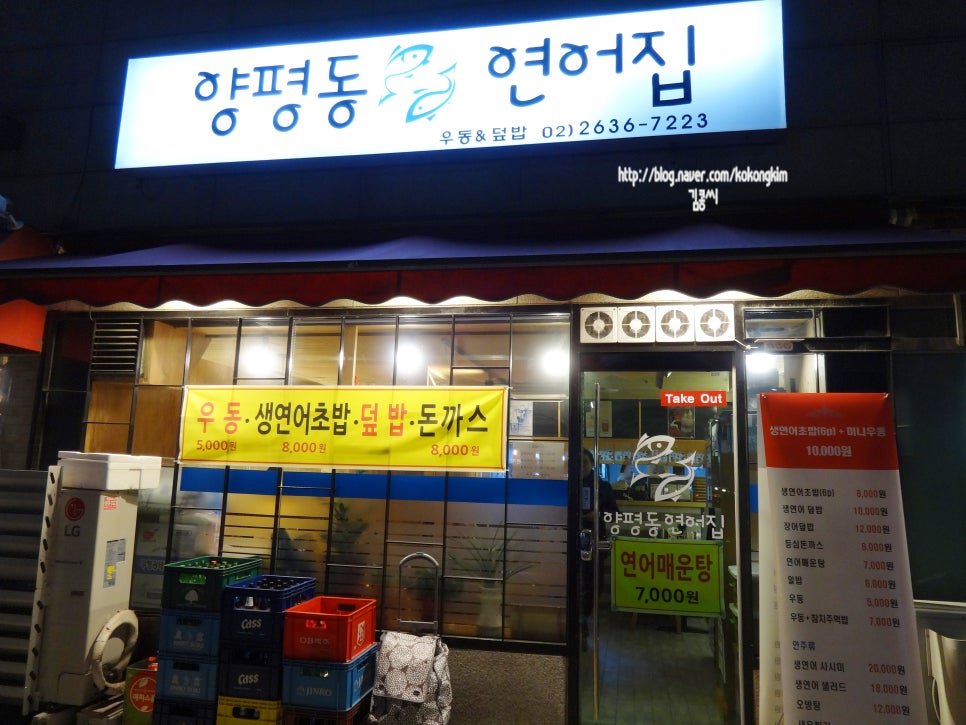 양평동 연어집
우동&덮밥 02)2636-7223
http://blog.naver.com/kokongkim
김콩씨
Take Out
우동·생연어초밥·덮밥·돈까스
5,000원 8,000원 8,000원
양평동연어집
연어매운탕
7,000원
생연어초밥(6p) + 미니우동
10,000원
생연어초밥(6p) 8,000원
생연어 덮밥 10,000원
장어덮밥 12,000원
등심돈까스 8,000원
연어매운탕 7,000원
알밥 6,000원
우동 5,000원
우동+참치주먹밥 7,000원
안주류
생연어 사시미 20,000원
생연어 샐러드 18,000원
오뎅탕 12,000원
LG
Cass
OB맥주
Cass
JINRO
JINRO
Cass